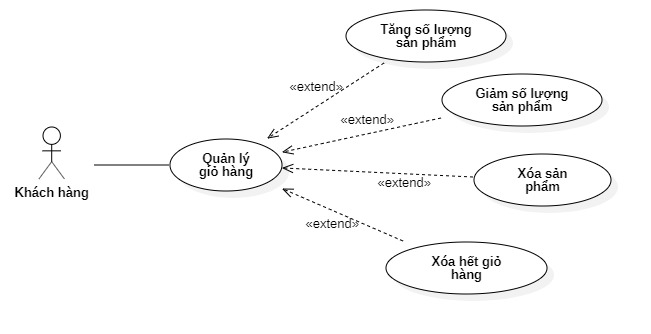 Tăng số lượng
sản phẩm
«extend»
Giảm số lượng
sản phẩm
«extend»
Khách hàng
Quản lý
giỏ hàng
Xóa sản
phẩm
«extend»
«extend»
Xóa hết giỏ
hàng